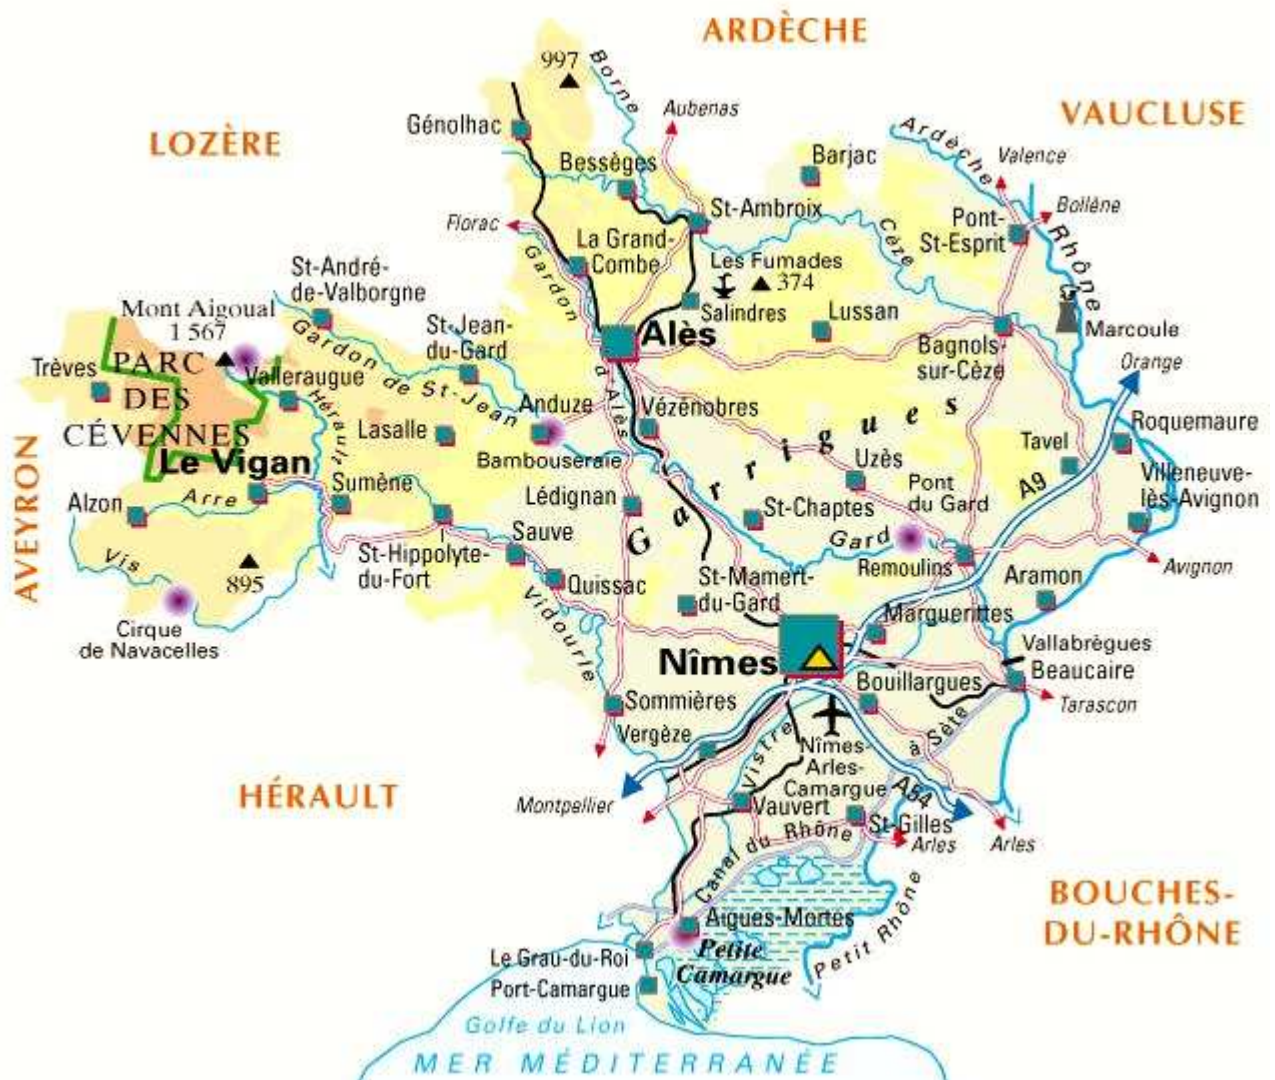 ARDÈCHE
VAUCLUSE
LOZÈRE
AVEYRON
HÉRAULT
BOUCHES-
DU-RHÔNE
997
Borne
Aubenas
Génolhac
Bessèges
Barjac
Ardèche
Valence
Bollène
Pont-
St-Esprit
Rhône
St-Ambroix
Cèze
Florac
La Grand-
Combe
Gardon
d'Alès
Les Fumades
374
Salindres
Lussan
Marcoule
Bagnols-
sur-Cèze
Orange
St-André-
de-Valborgne
Mont Aigoual
1 567
St-Jean-
du-Gard
Gardon de St-Jean
Alès
Trèves
PARC
DES
CÉVENNES
Valleraugue
Hérault
Anduze
Vézénobres
Garrigues
Roquemaure
Tavel
Lasalle
Bambouseraie
Uzès
A9
Villeneuve-
lès-Avignon
Le Vigan
Sumène
Lédignan
St-Chaptes
Pont
du Gard
Gard
Alzon
Arre
Vis
895
St-Hippolyte-
du-Fort
Sauve
Quissac
Vidourle
St-Mamert-
du-Gard
Remoulins
Avignon
Aramon
Cirque
de Navacelles
Marguerittes
Vallabrègues
Beaucaire
Tarascon
Nîmes
Bouillargues
Sommières
Vergèze
Vistre
Nîmes-
Arles-
Camargue
A54
Montpellier
Vauvert
St-Gilles
Arles
Arles
Canal du Rhône
à Sète
Aigues-Mortes
Petit Rhône
Petite
Camargue
Le Grau-du-Roi
Port-Camargue
Golfe du Lion
MER MÉDITERRANÉE